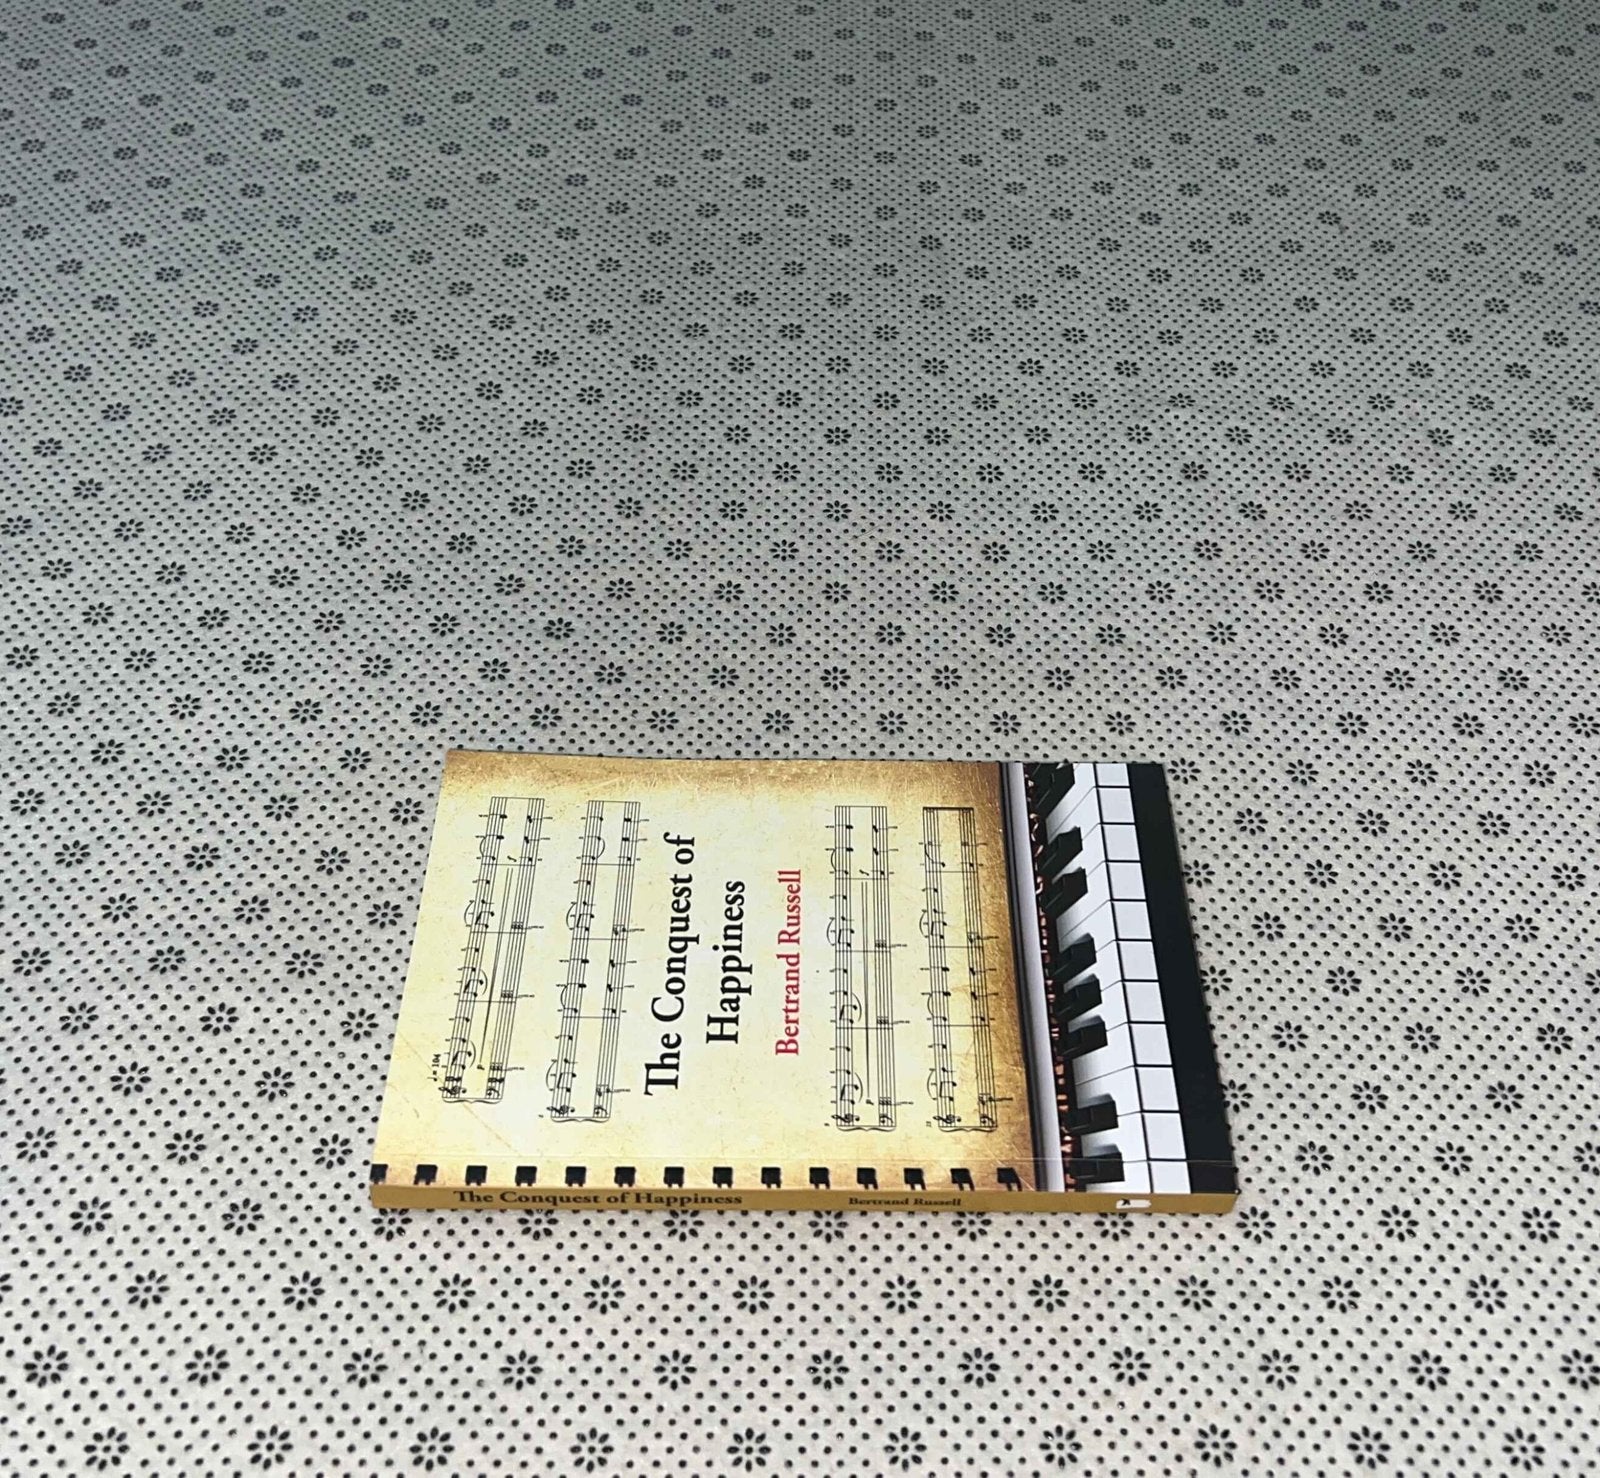 The Conquest of
Happiness
Bertrand Russell
The Conquest of Happiness
Bertrand Russell